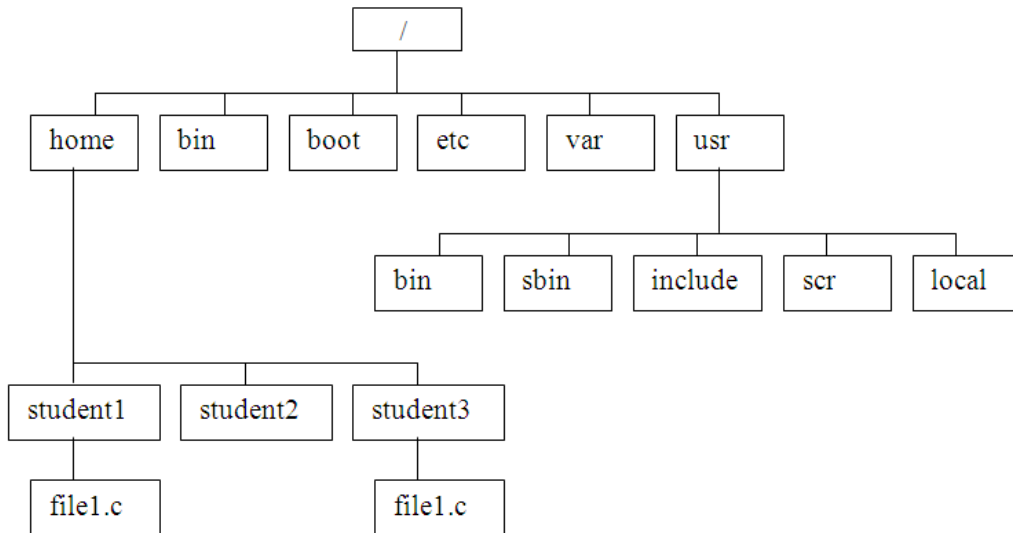 /
home bin boot etc var usr
bin sbin include scr local
student1 student2 student3
file1.c file1.c